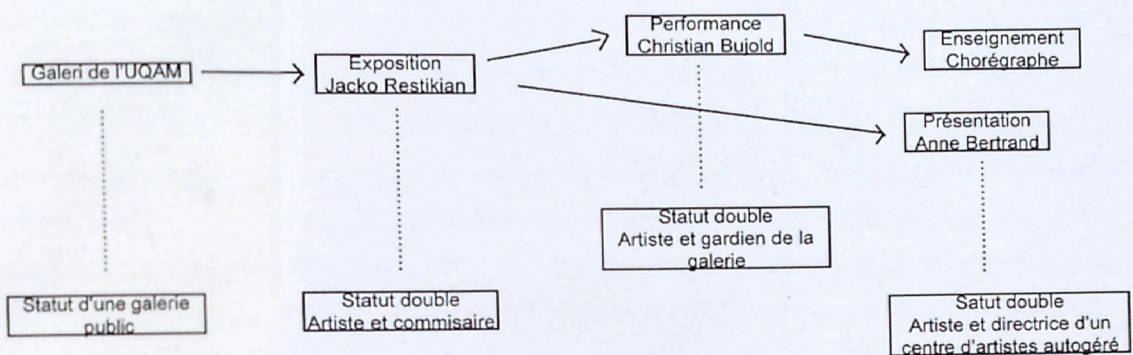 Galeri de l'UQAM
Exposition
Jacko Restikian
Performance
Christian Bujold
Enseignement
Chorégraphe
Présentation
Anne Bertrand
Statut d'une galerie
public
Statut double
Artiste et commisaire
Statut double
Artiste et gardien de la
galerie
Satut double
Artiste et directrice d'un
centre d'artistes autogéré